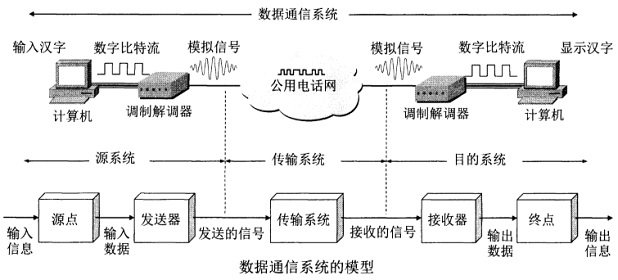 数据通信系统
输入汉字
数字比特流
模拟信号
模拟信号
数字比特流
显示汉字
公用电话网
计算机
调制解调器
调制解调器
计算机
源系统
传输系统
目的系统
源点
发送器
传输系统
接收器
终点
输入
信息
输入
数据
发送的信号
接收的信号
输出
数据
输出
信息
数据通信系统的模型